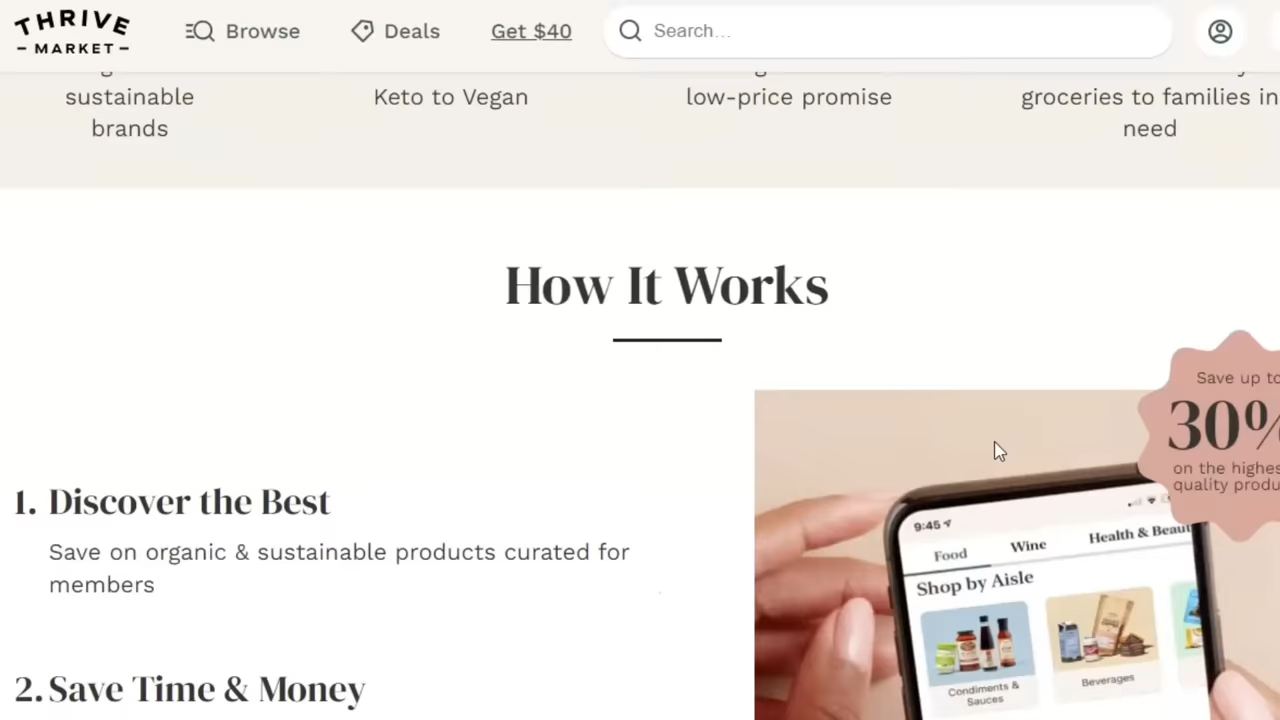 THRIVE
MARKET
Browse
Deals
Get $40
Search...
sustainable
brands
Keto to Vegan
low-price promise
groceries to families in
need
How It Works
Save up to
30%
on the highes
quality produ
1. Discover the Best
Save on organic & sustainable products curated for
members
2. Save Time & Money
9:45
Food
Wine
Health & Beaut
Shop by Aisle
Condiments &
Sauces
Beverages